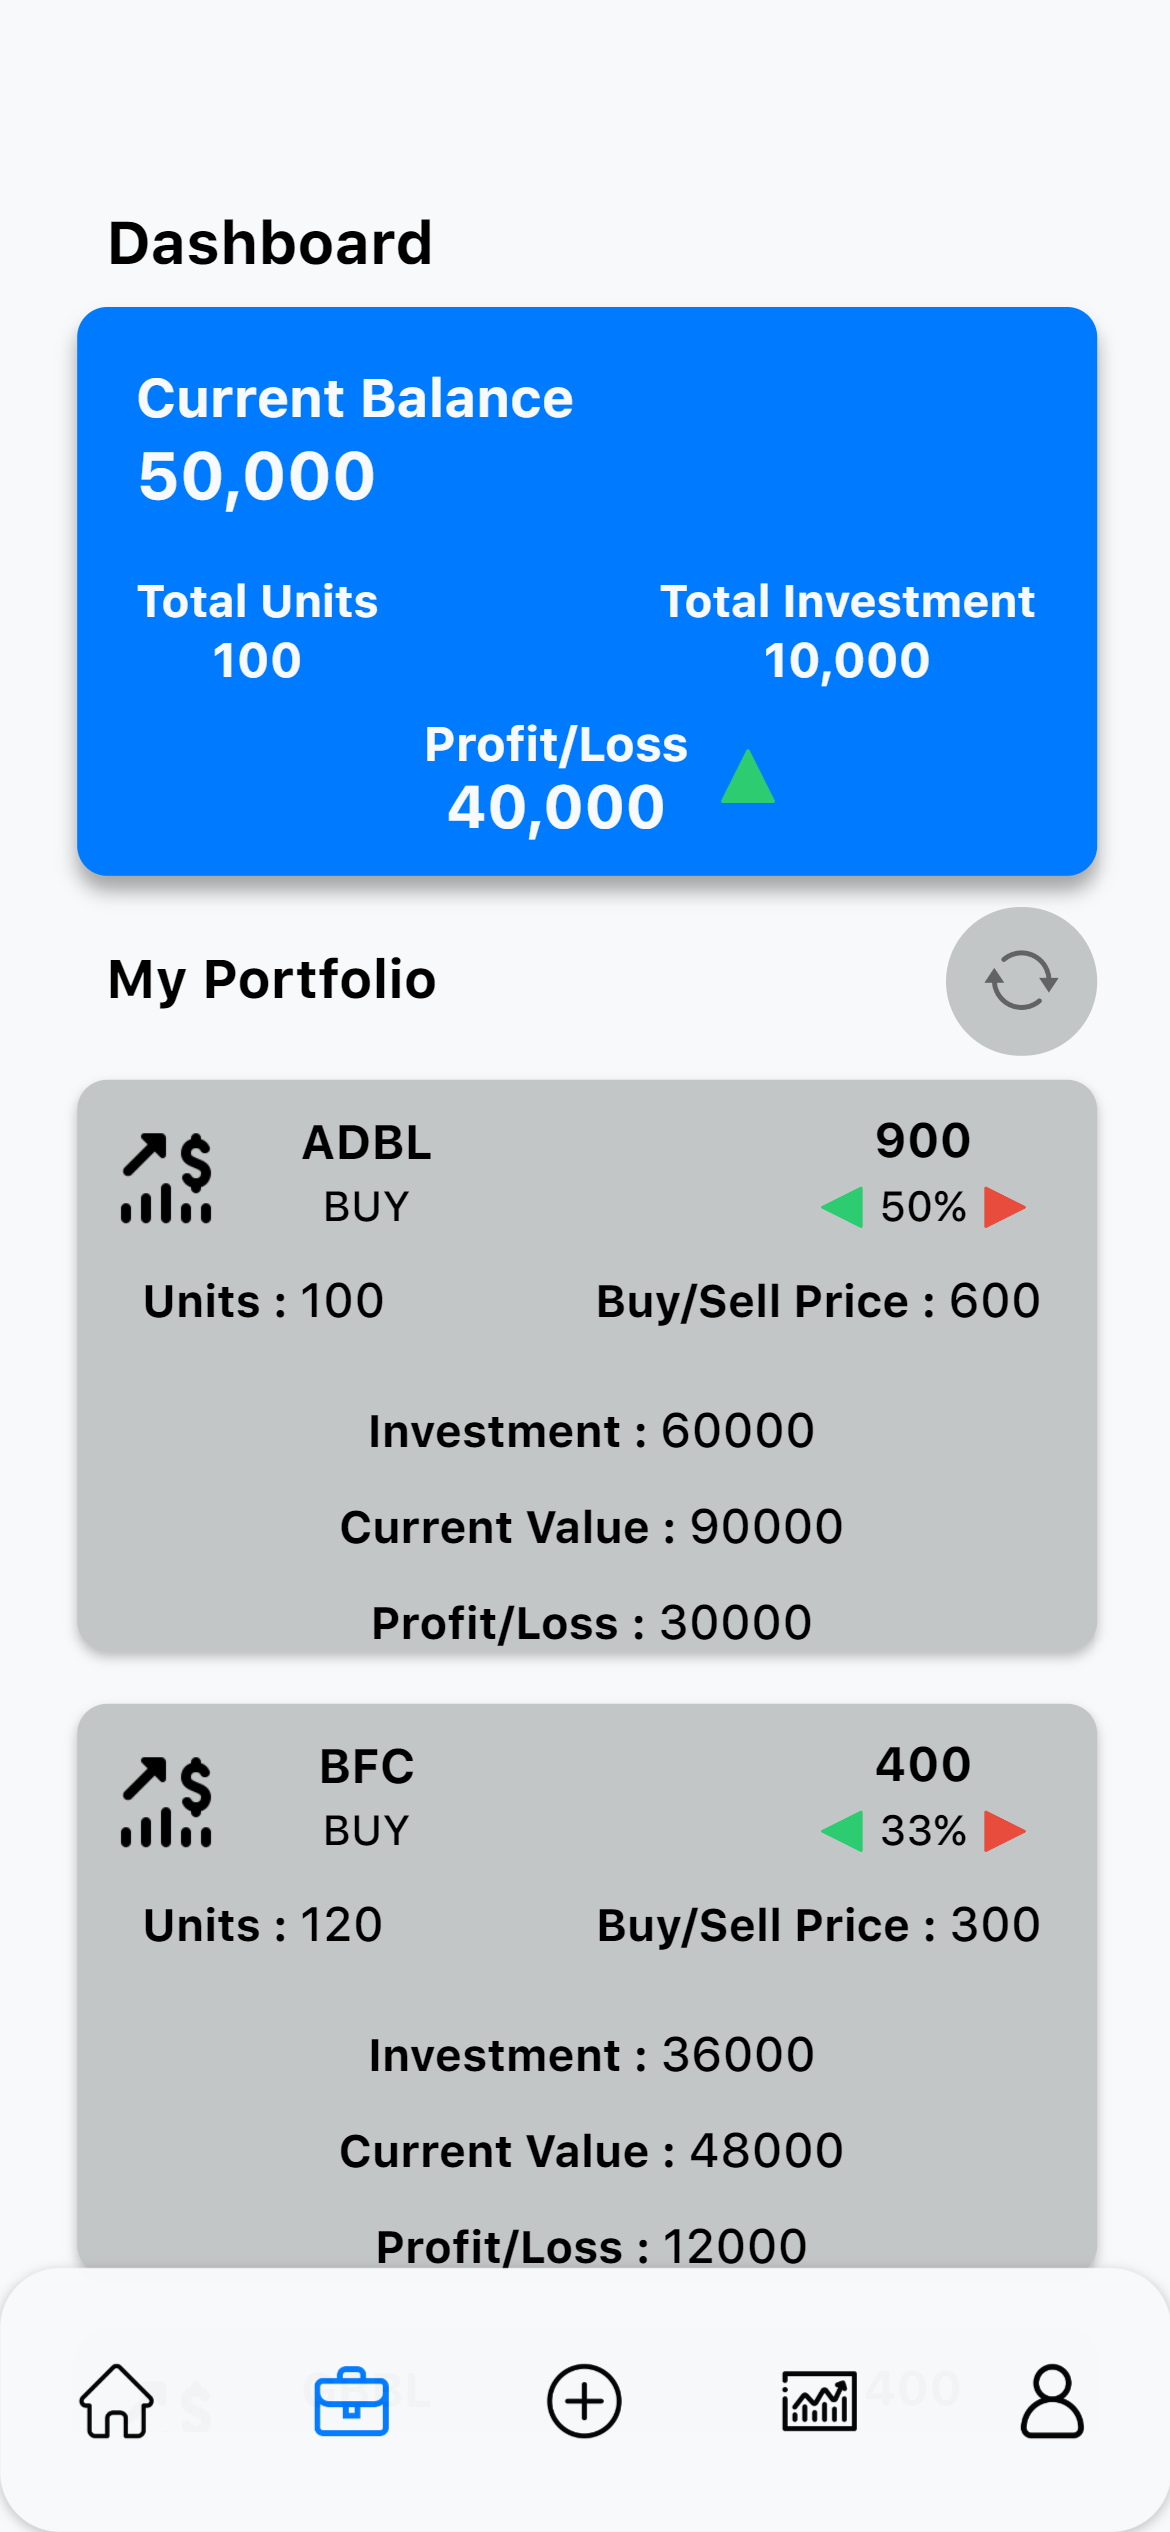 Dashboard
Current Balance
50,000
Total Units Total Investment
100 10,000
Profit/Loss
40,000
My Portfolio
ADBL 900
BUY 50%
Units : 100 Buy/Sell Price : 600
Investment : 60000
Current Value : 90000
Profit/Loss : 30000
BFC 400
BUY 33%
Units : 120 Buy/Sell Price : 300
Investment : 36000
Current Value : 48000
Profit/Loss : 12000
400